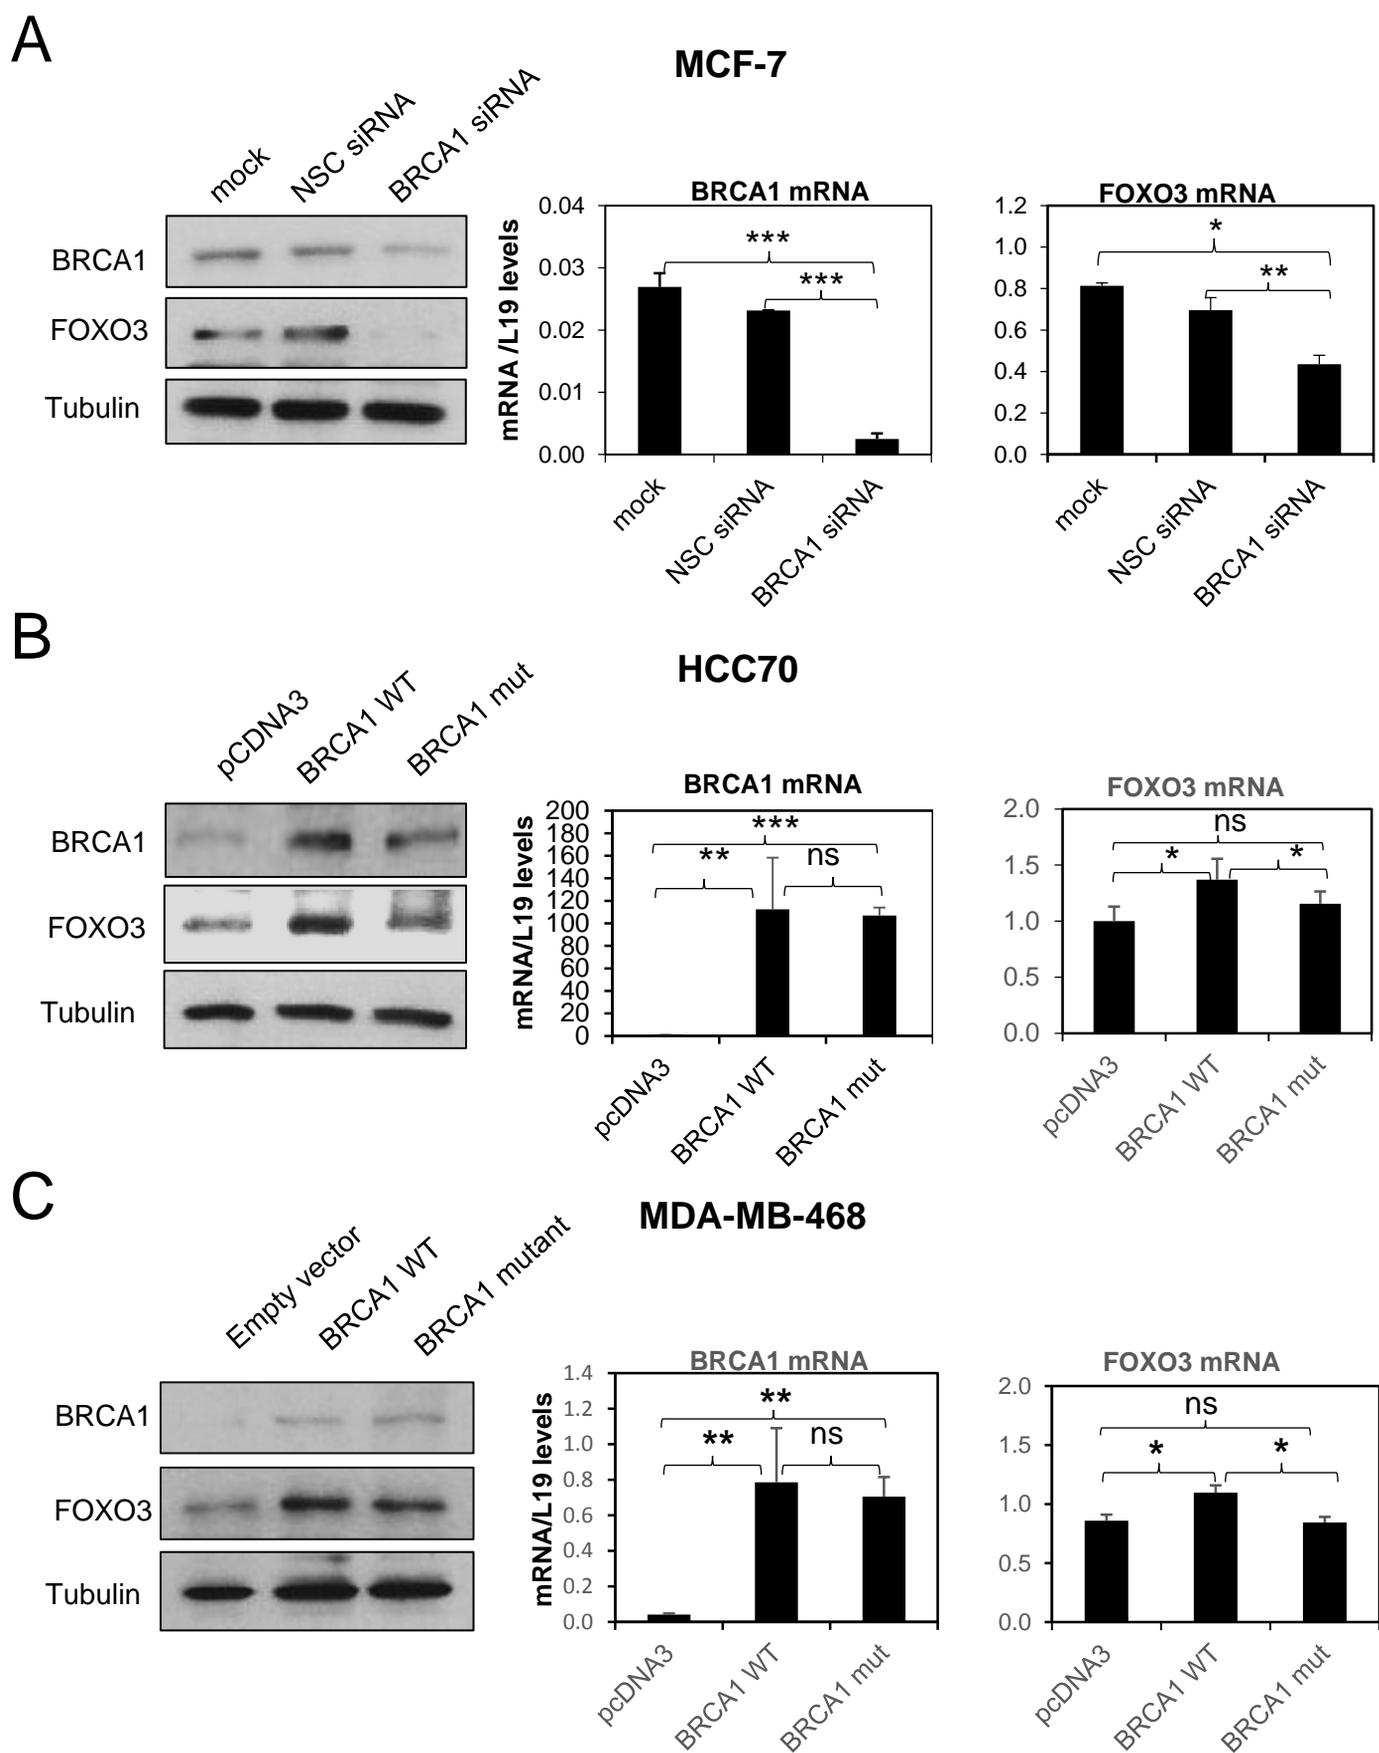 A
MCF-7
mock
NSC siRNA
BRCA1 siRNA
BRCA1
FOXO3
Tubulin
BRCA1 mRNA
mRNA /L19 levels
0.04
0.03
0.02
0.01
0.00
***
***
mock
NSC siRNA
BRCA1 siRNA
FOXO3 mRNA
1.2
1.0
0.8
0.6
0.4
0.2
0.0
*
**
mock
NSC siRNA
BRCA1 siRNA
B
HCC70
pCDNA3
BRCA1 WT
BRCA1 mut
BRCA1
FOXO3
Tubulin
BRCA1 mRNA
mRNA/L19 levels
200
180
160
140
120
100
80
60
40
20
0
***
**
ns
pcDNA3
BRCA1 WT
BRCA1 mut
FOXO3 mRNA
2.0
1.5
1.0
0.5
0.0
ns
*
*
pcDNA3
BRCA1 WT
BRCA1 mut
C
MDA-MB-468
Empty vector
BRCA1 WT
BRCA1 mutant
BRCA1
FOXO3
Tubulin
BRCA1 mRNA
mRNA/L19 levels
1.4
1.2
1.0
0.8
0.6
0.4
0.2
0.0
**
**
ns
pcDNA3
BRCA1 WT
BRCA1 mut
FOXO3 mRNA
2.0
1.5
1.0
0.5
0.0
ns
*
*
pcDNA3
BRCA1 WT
BRCA1 mut